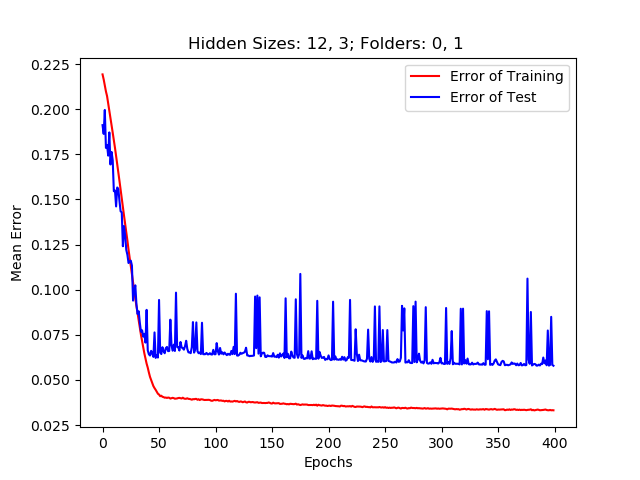 Hidden Sizes: 12, 3; Folders: 0, 1
Error of Training
Error of Test
Mean Error
0.225
0.200
0.175
0.150
0.125
0.100
0.075
0.050
0.025
0 50 100 150 200 250 300 350 400
Epochs